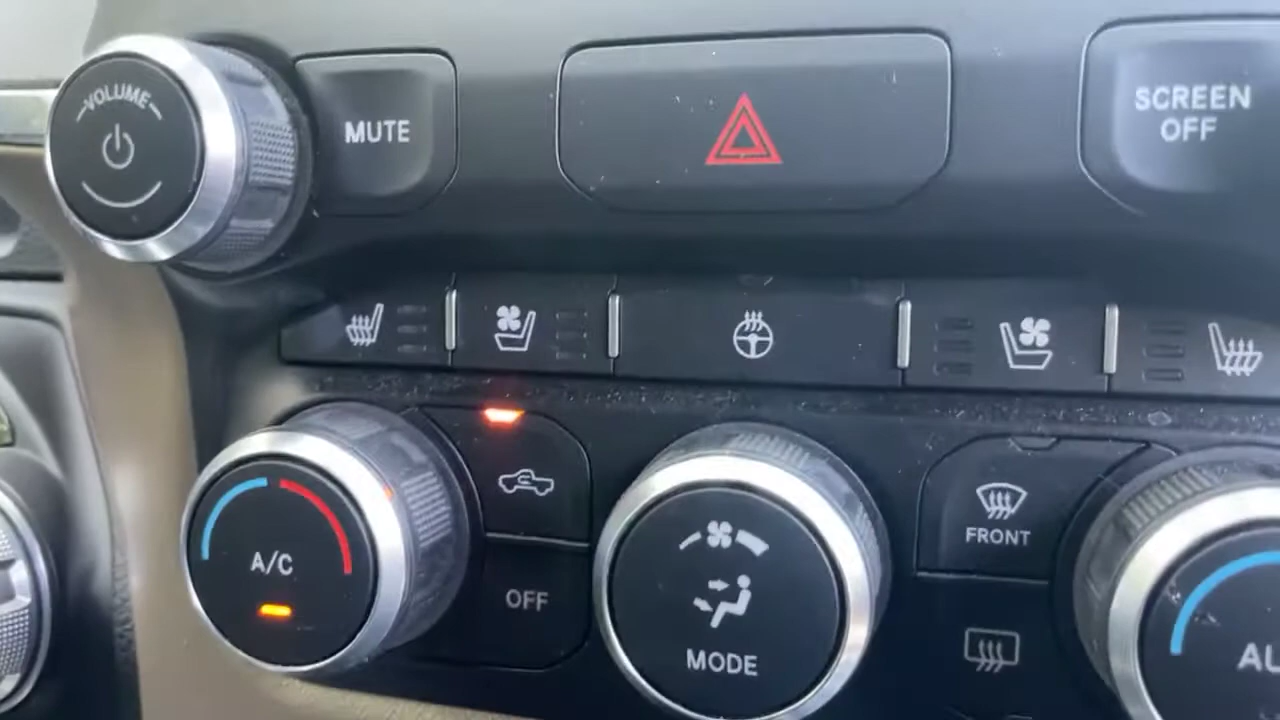 VOLUME
MUTE
SCREEN
OFF
A/C
OFF
MODE
FRONT